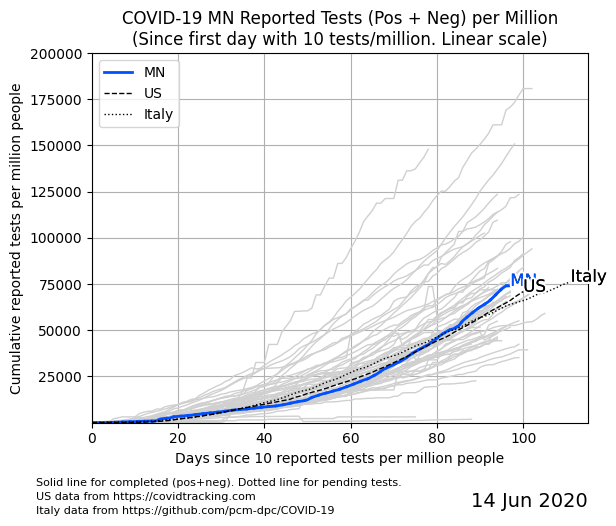 COVID-19 MN Reported Tests (Pos + Neg) per Million
(Since first day with 10 tests/million. Linear scale)
Cumulative reported tests per million people
200000
175000
150000
125000
100000
75000
50000
25000
MN
US
Italy
MN
US
Italy
0
20
40
60
80
100
Days since 10 reported tests per million people
Solid line for completed (pos+neg). Dotted line for pending tests.
US data from https://covidtracking.com
Italy data from https://github.com/pcm-dpc/COVID-19
14 Jun 2020